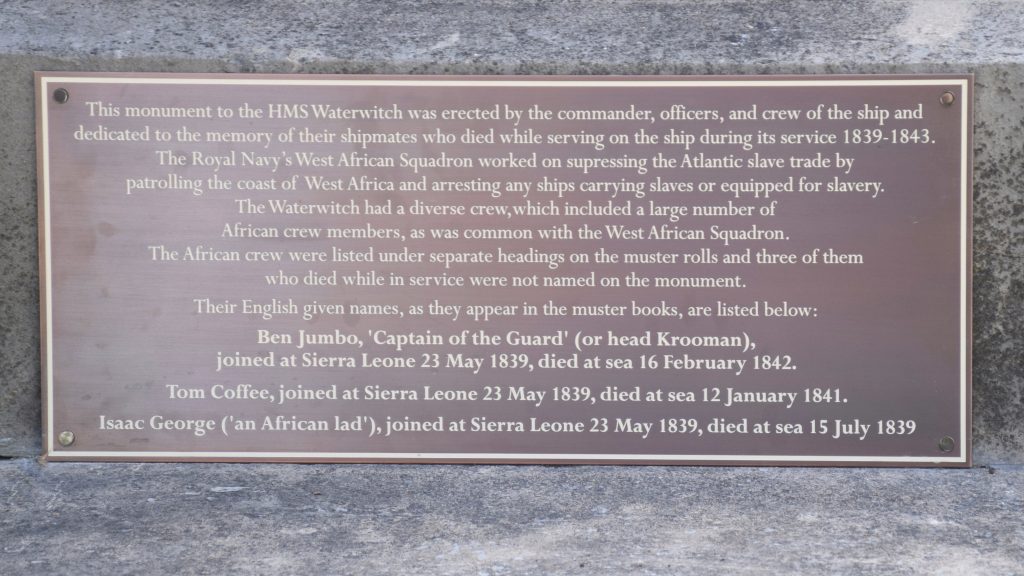 This monument to the HMS Waterwitch was erected by the commander, officers, and crew of the ship and
dedicated to the memory of their shipmates who died while serving on the ship during its service 1839-1843.
The Royal Navy's West African Squadron worked on supressing the Atlantic slave trade by
patrolling the coast of West Africa and arresting any ships carrying slaves or equipped for slavery.
The Waterwitch had a diverse crew,which included a large number of
African crew members, as was common with the West African Squadron.
The African crew were listed under separate headings on the muster rolls and three of them
who died while in service were not named on the monument.
Their English given names, as they appear in the muster books, are listed below:
Ben Jumbo, 'Captain of the Guard' (or head Krooman),
joined at Sierra Leone 23 May 1839, died at sea 16 February 1842.
Tom Coffee, joined at Sierra Leone 23 May 1839, died at sea 12 January 1841.
Isaac George ('an African lad'), joined at Sierra Leone 23 May 1839, died at sea 15 July 1839